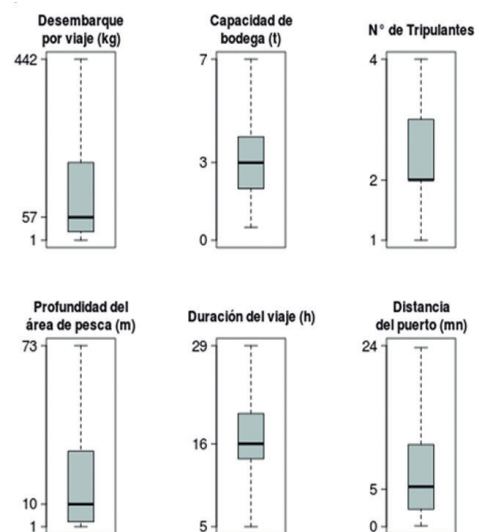 Desembarque
por viaje (kg)
442
57
1
Capacidad de
bodega (t)
7
3
0
N° de Tripulantes
4
2
1
Profundidad del
área de pesca (m)
73
10
1
Duración del viaje (h)
29
16
5
Distancia
del puerto (mn)
24
5
0